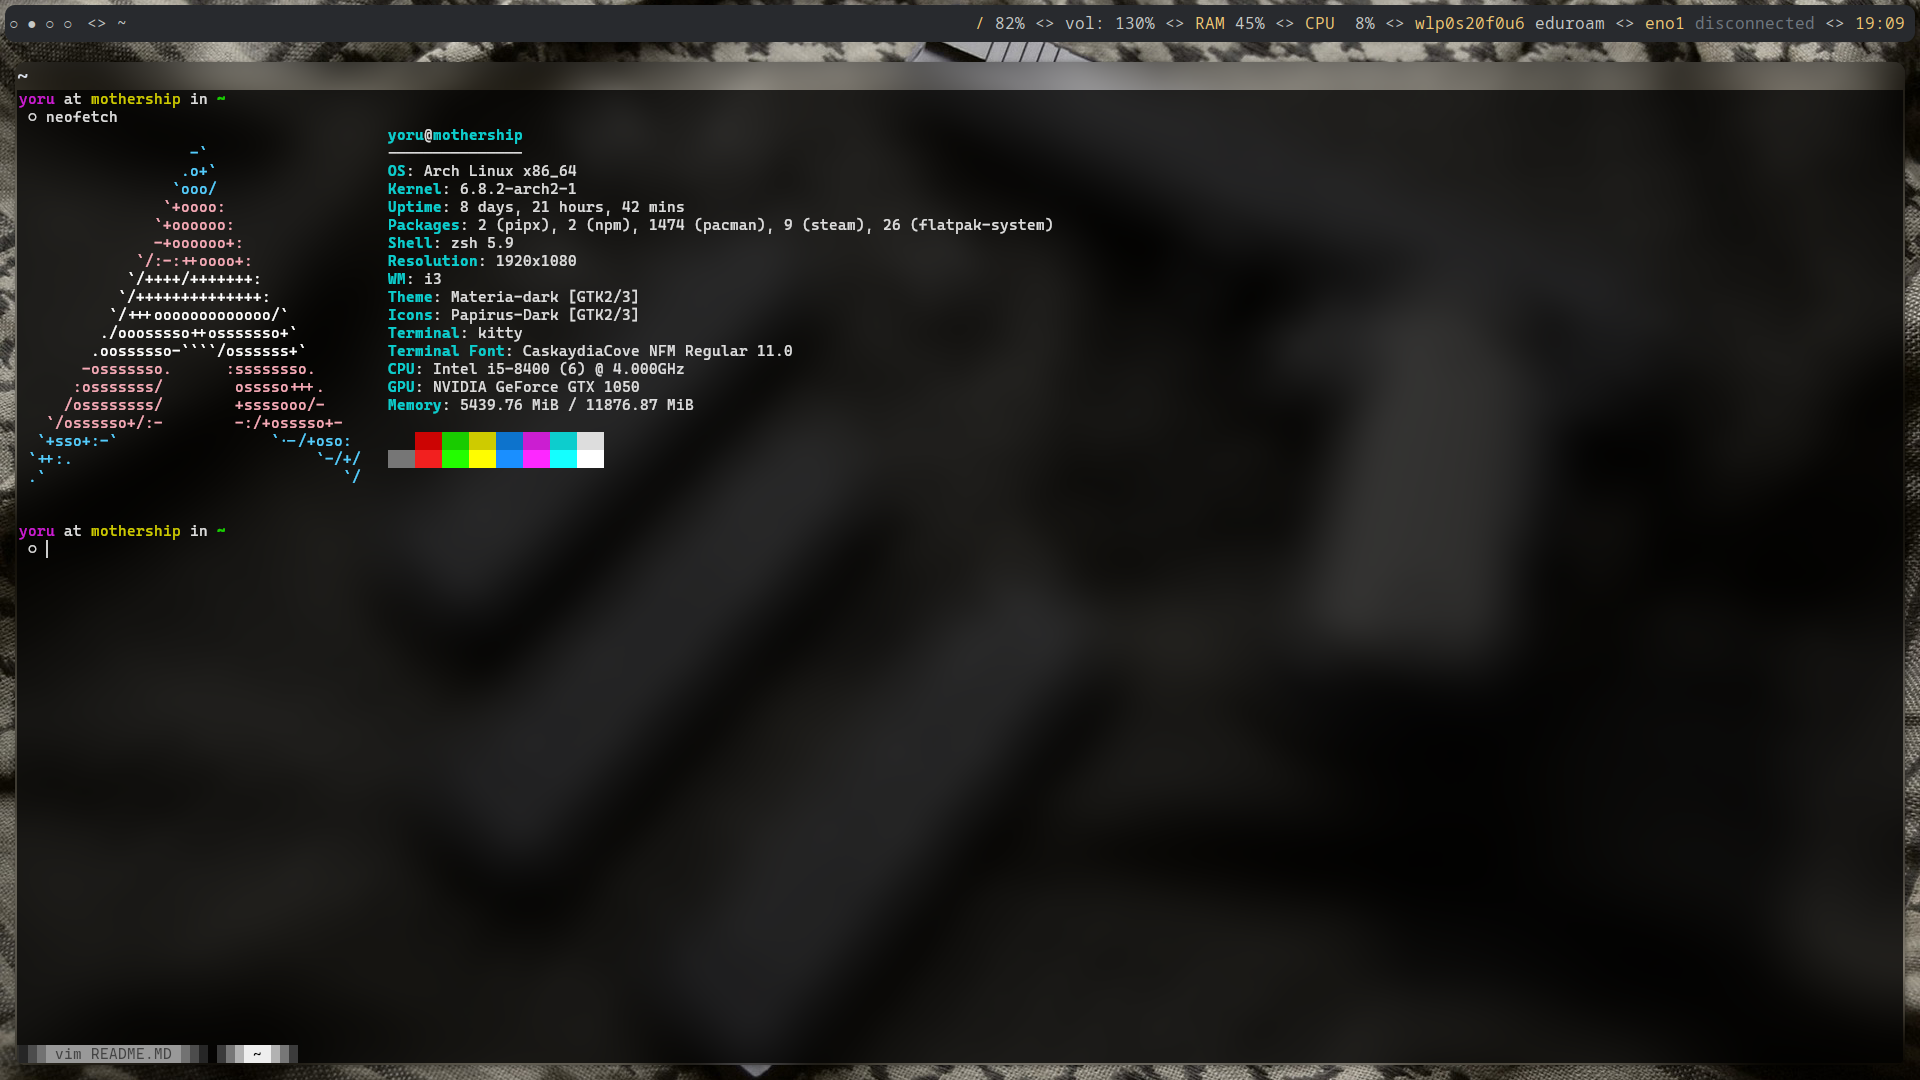 ○ ● ○ ○ <> ~ / 82% <> vol: 130% <> RAM 45% <> CPU 8% <> wlp0s20f0u6 eduroam <> eno1 disconnected <> 19:09
~
yoru at mothership in ~
○ neofetch
yoru@mothership
-`
.o+` OS: Arch Linux x86_64
`ooo/ Kernel: 6.8.2-arch2-1
`+oooo: Uptime: 8 days, 21 hours, 42 mins
`+oooooo: Packages: 2 (pipx), 2 (npm), 1474 (pacman), 9 (steam), 26 (flatpak-system)
-+oooooo+: Shell: zsh 5.9
`/:-:++oooo+: Resolution: 1920x1080
`/++++/+++++++: WM: i3
`/++++++++++++++: Theme: Materia-dark [GTK2/3]
`/+++ooooooooooooo/` Icons: Papirus-Dark [GTK2/3]
./ooosssso++osssssso+` Terminal: kitty
.oossssso-````/ossssss+` Terminal Font: CaskaydiaCove NFM Regular 11.0
-osssssso. :ssssssso. CPU: Intel i5-8400 (6) @ 4.000GHz
:osssssss/ osssso+++. GPU: NVIDIA GeForce GTX 1050
/ossssssss/ +ssssooo/- Memory: 5439.76 MiB / 11876.87 MiB
`/ossssso+/:- -:/+osssso+-
`+sso+:-` `.-/+oso:
`++:. `-/+/
.` `/
yoru at mothership in ~
○
vim README.MD ~